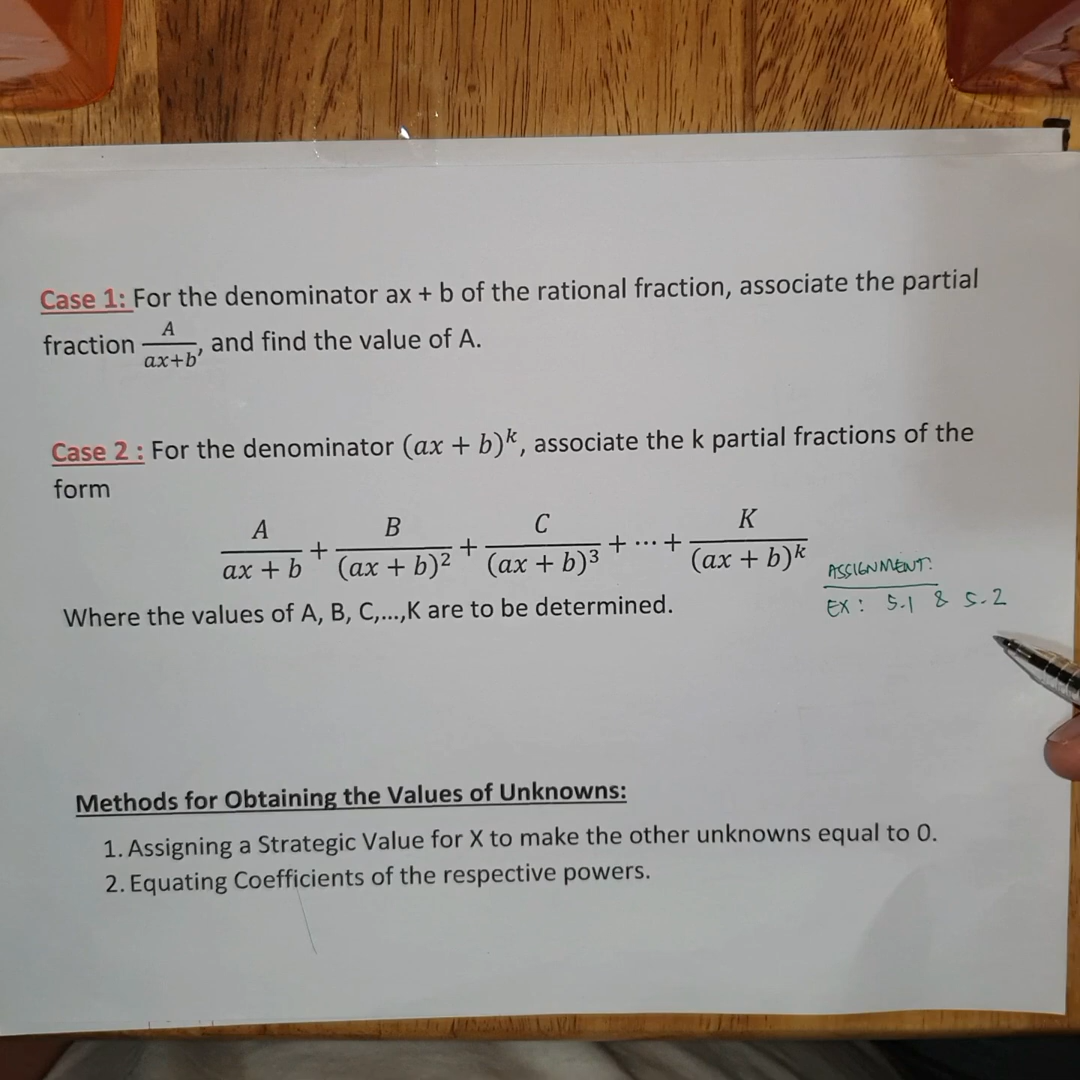 Case 1: For the denominator ax + b of the rational fraction, associate the partial
fraction A/(ax+b), and find the value of A.
Case 2 : For the denominator (ax + b)^k, associate the k partial fractions of the
form
A/(ax + b) + B/(ax + b)^2 + C/(ax + b)^3 + ⋯ + K/(ax + b)^k
ASSIGNMENT:
EX: 5.1 & 5.2
Where the values of A, B, C,...,K are to be determined.
Methods for Obtaining the Values of Unknowns:
1. Assigning a Strategic Value for X to make the other unknowns equal to 0.
2. Equating Coefficients of the respective powers.